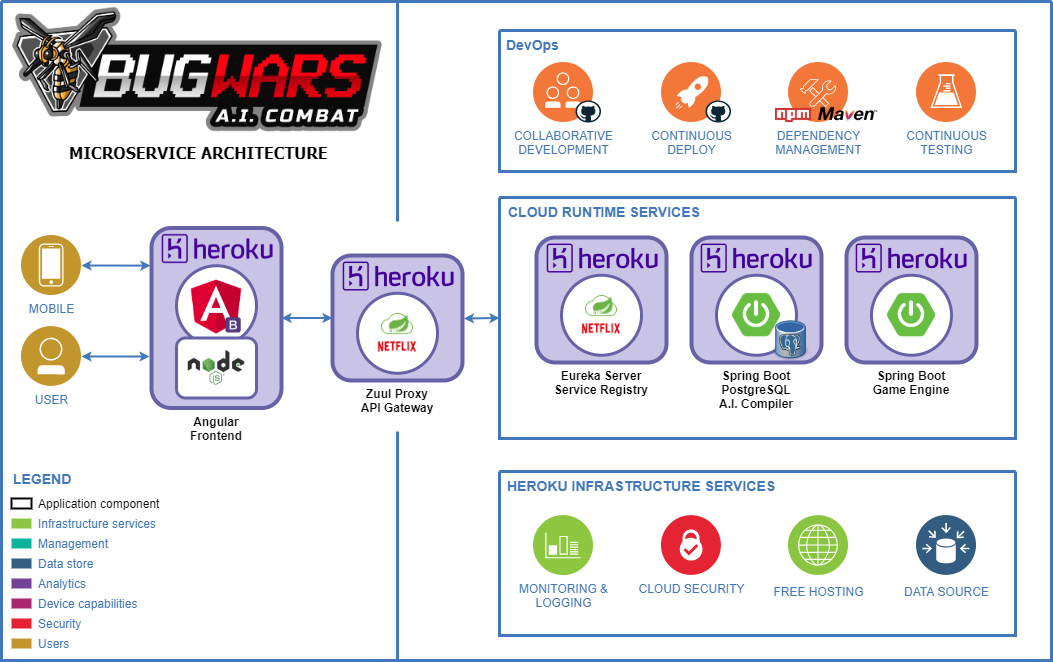 BUGWARS
A.I. COMBAT
MICROSERVICE ARCHITECTURE
DevOps
COLLABORATIVE
DEVELOPMENT
CONTINUOUS
DEPLOY
npm Maven™
DEPENDENCY
MANAGEMENT
CONTINUOUS
TESTING
MOBILE
USER
heroku
A
B
node
JS
Angular
Frontend
heroku
NETFLIX
Zuul Proxy
API Gateway
CLOUD RUNTIME SERVICES
heroku
NETFLIX
Eureka Server
Service Registry
heroku
Spring Boot
PostgreSQL
A.I. Compiler
heroku
Spring Boot
Game Engine
LEGEND
Application component
Infrastructure services
Management
Data store
Analytics
Device capabilities
Security
Users
HEROKU INFRASTRUCTURE SERVICES
MONITORING &
LOGGING
CLOUD SECURITY
FREE HOSTING
DATA SOURCE